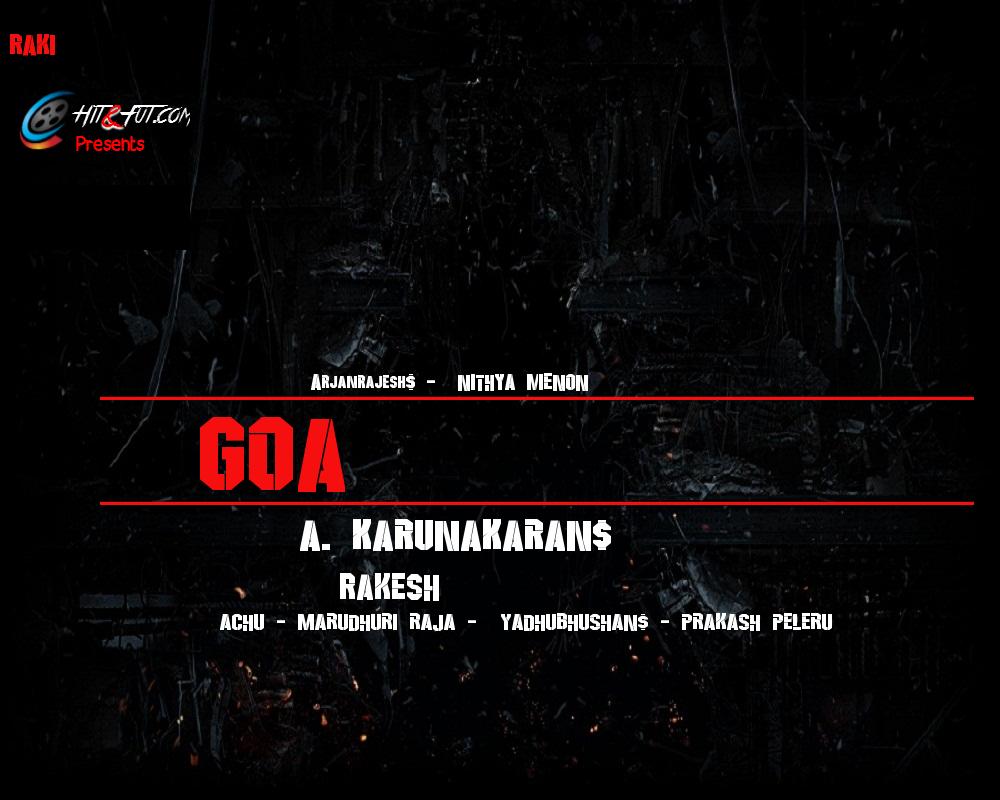 RAKI
HIT&FUT.COM
Presents
ARJANRAJESH$ - NITHYA MENON
GOA
A. KARUNAKARAN$
RAKESH
ACHU - MARUDHURI RAJA - YADHUBHUSHAN$ - PRAKASH PELERU